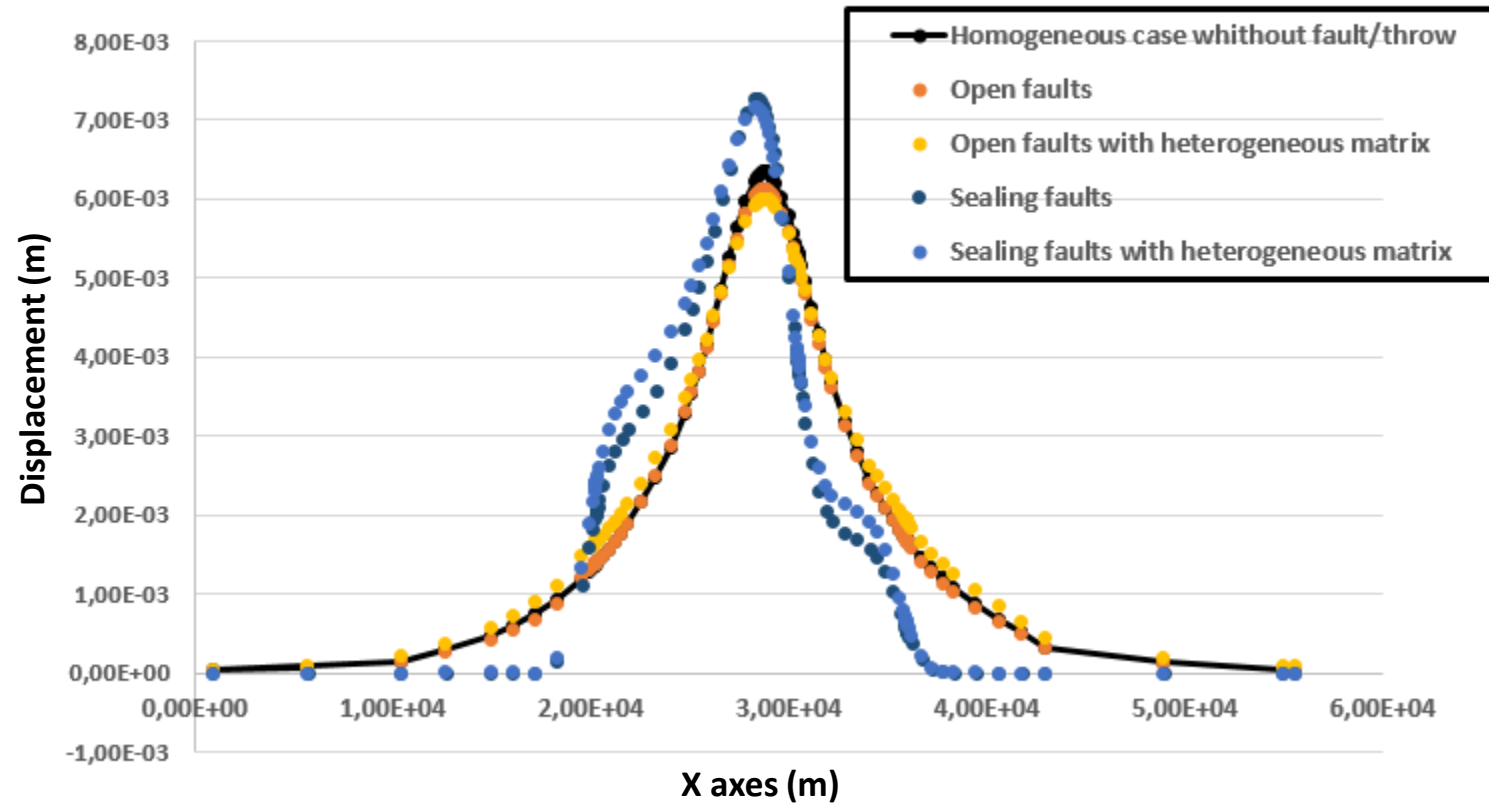 Homogeneous case whithout fault/throw
Open faults
Open faults with heterogeneous matrix
Sealing faults
Sealing faults with heterogeneous matrix
8,00E-03
7,00E-03
6,00E-03
5,00E-03
4,00E-03
3,00E-03
2,00E-03
1,00E-03
0,00E+00
-1,00E-03
Displacement (m)
0,00E+00 1,00E+04 2,00E+04 3,00E+04 4,00E+04 5,00E+04 6,00E+04
X axes (m)